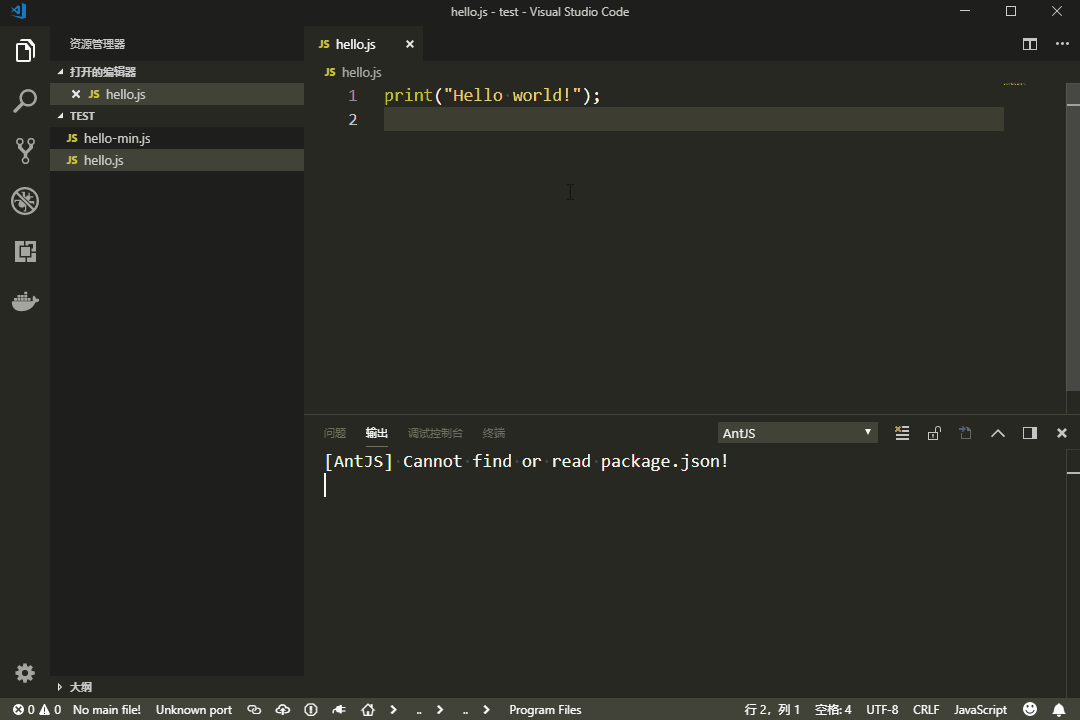 hello.js - test - Visual Studio Code
资源管理器
打开的编辑器
JS hello.js
TEST
JS hello-min.js
JS hello.js
大纲
JS hello.js
JS hello.js
1 print("Hello world!");
2
问题 输出 调试控制台 终端 AntJS
[AntJS] Cannot find or read package.json!
0 0 No main file! Unknown port .. .. Program Files 行 2，列 1 空格: 4 UTF-8 CRLF JavaScript